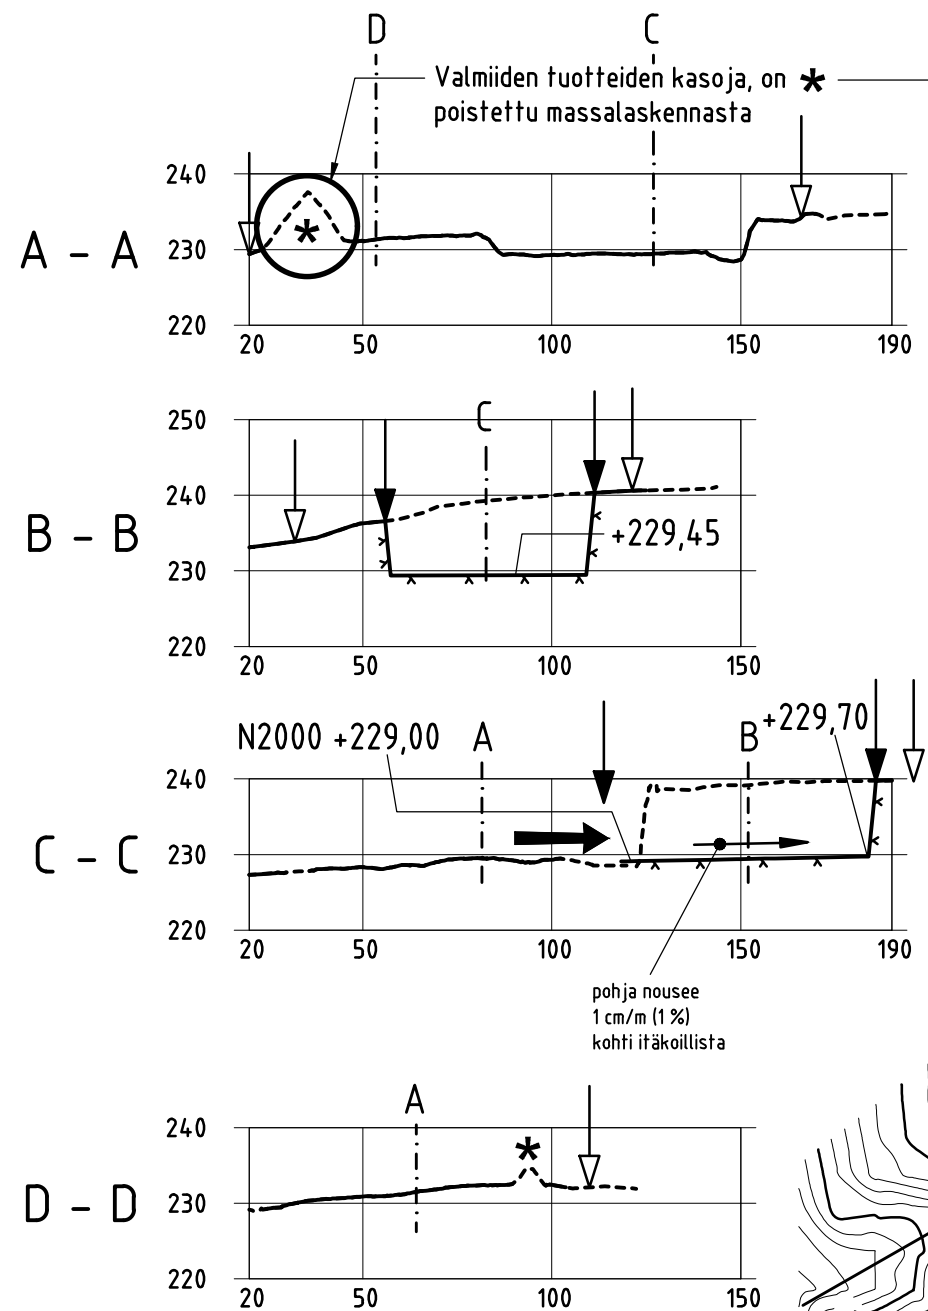 D C
Valmiiden tuotteiden kasoja, on *
poistettu massalaskennasta
240
A - A
*
230
220
20 50 100 150 190
250
C
240
B - B
+229,45
230
220
20 100 150
N2000 +229,00 A B +229,70
240
C - C
230
220
20 50 100 150 190
pohja nousee
1 cm/m (1 %)
kohti itäkoillista
A
240
*
D - D
230
220
20 50 100 150